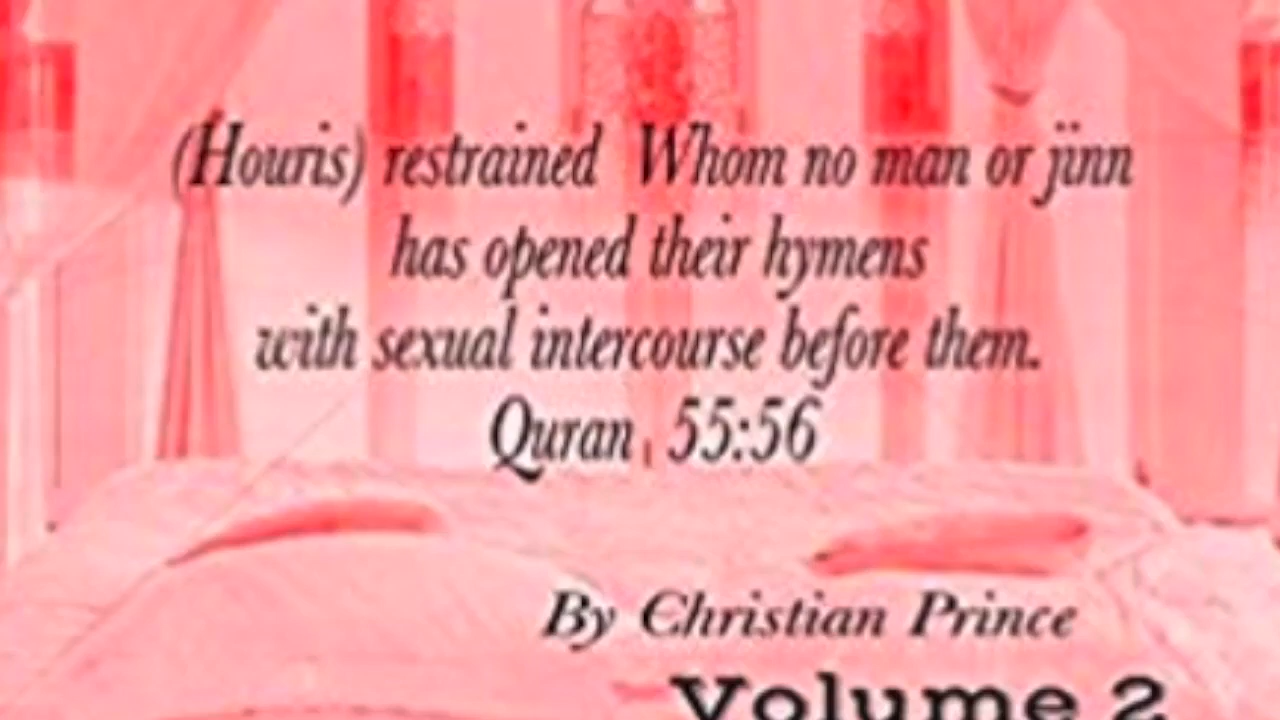 (Houris) restrained Whom no man or jinn
has opened their hymens
with sexual intercourse before them.
Quran 55:56
By Christian Prince
Volume 2